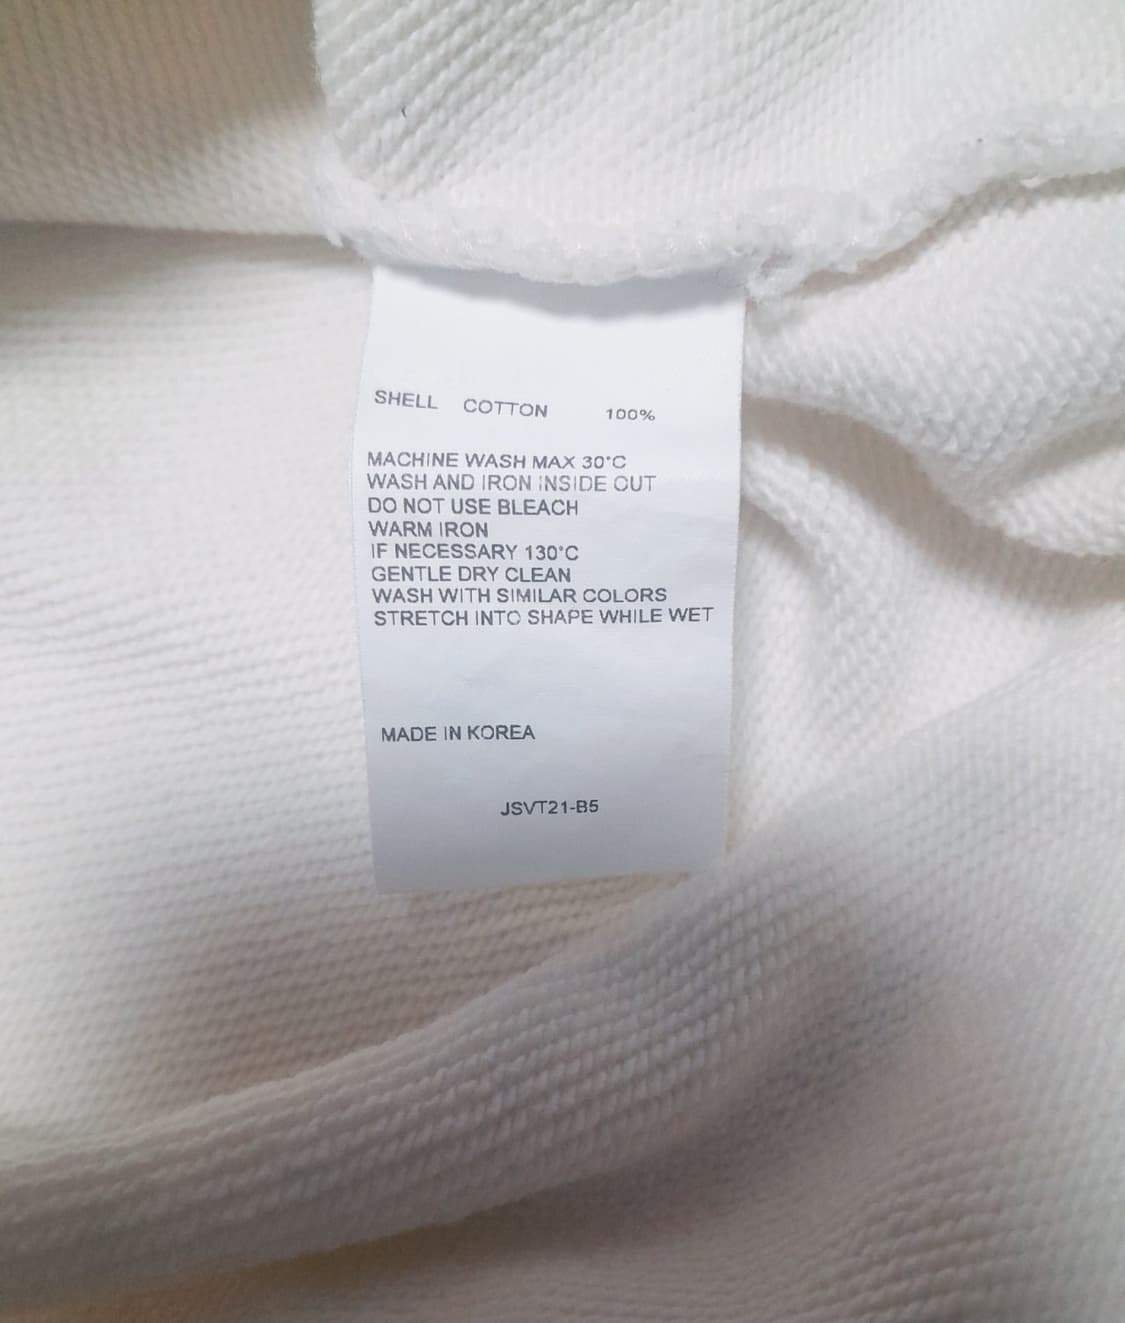 SHELL COTTON 100%
MACHINE WASH MAX 30°C
WASH AND IRON INSIDE OUT
DO NOT USE BLEACH
WARM IRON
IF NECESSARY 130°C
GENTLE DRY CLEAN
WASH WITH SIMILAR COLORS
STRETCH INTO SHAPE WHILE WET
MADE IN KOREA
JSVT21-B5